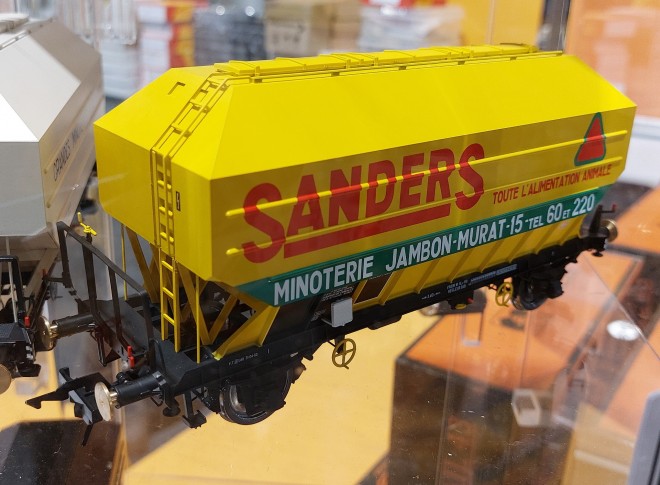 SANDERS
TOUTE L'ALIMENTATION ANIMALE
MINOTERIE JAMBON-MURAT-15 TEL 60 ET 220